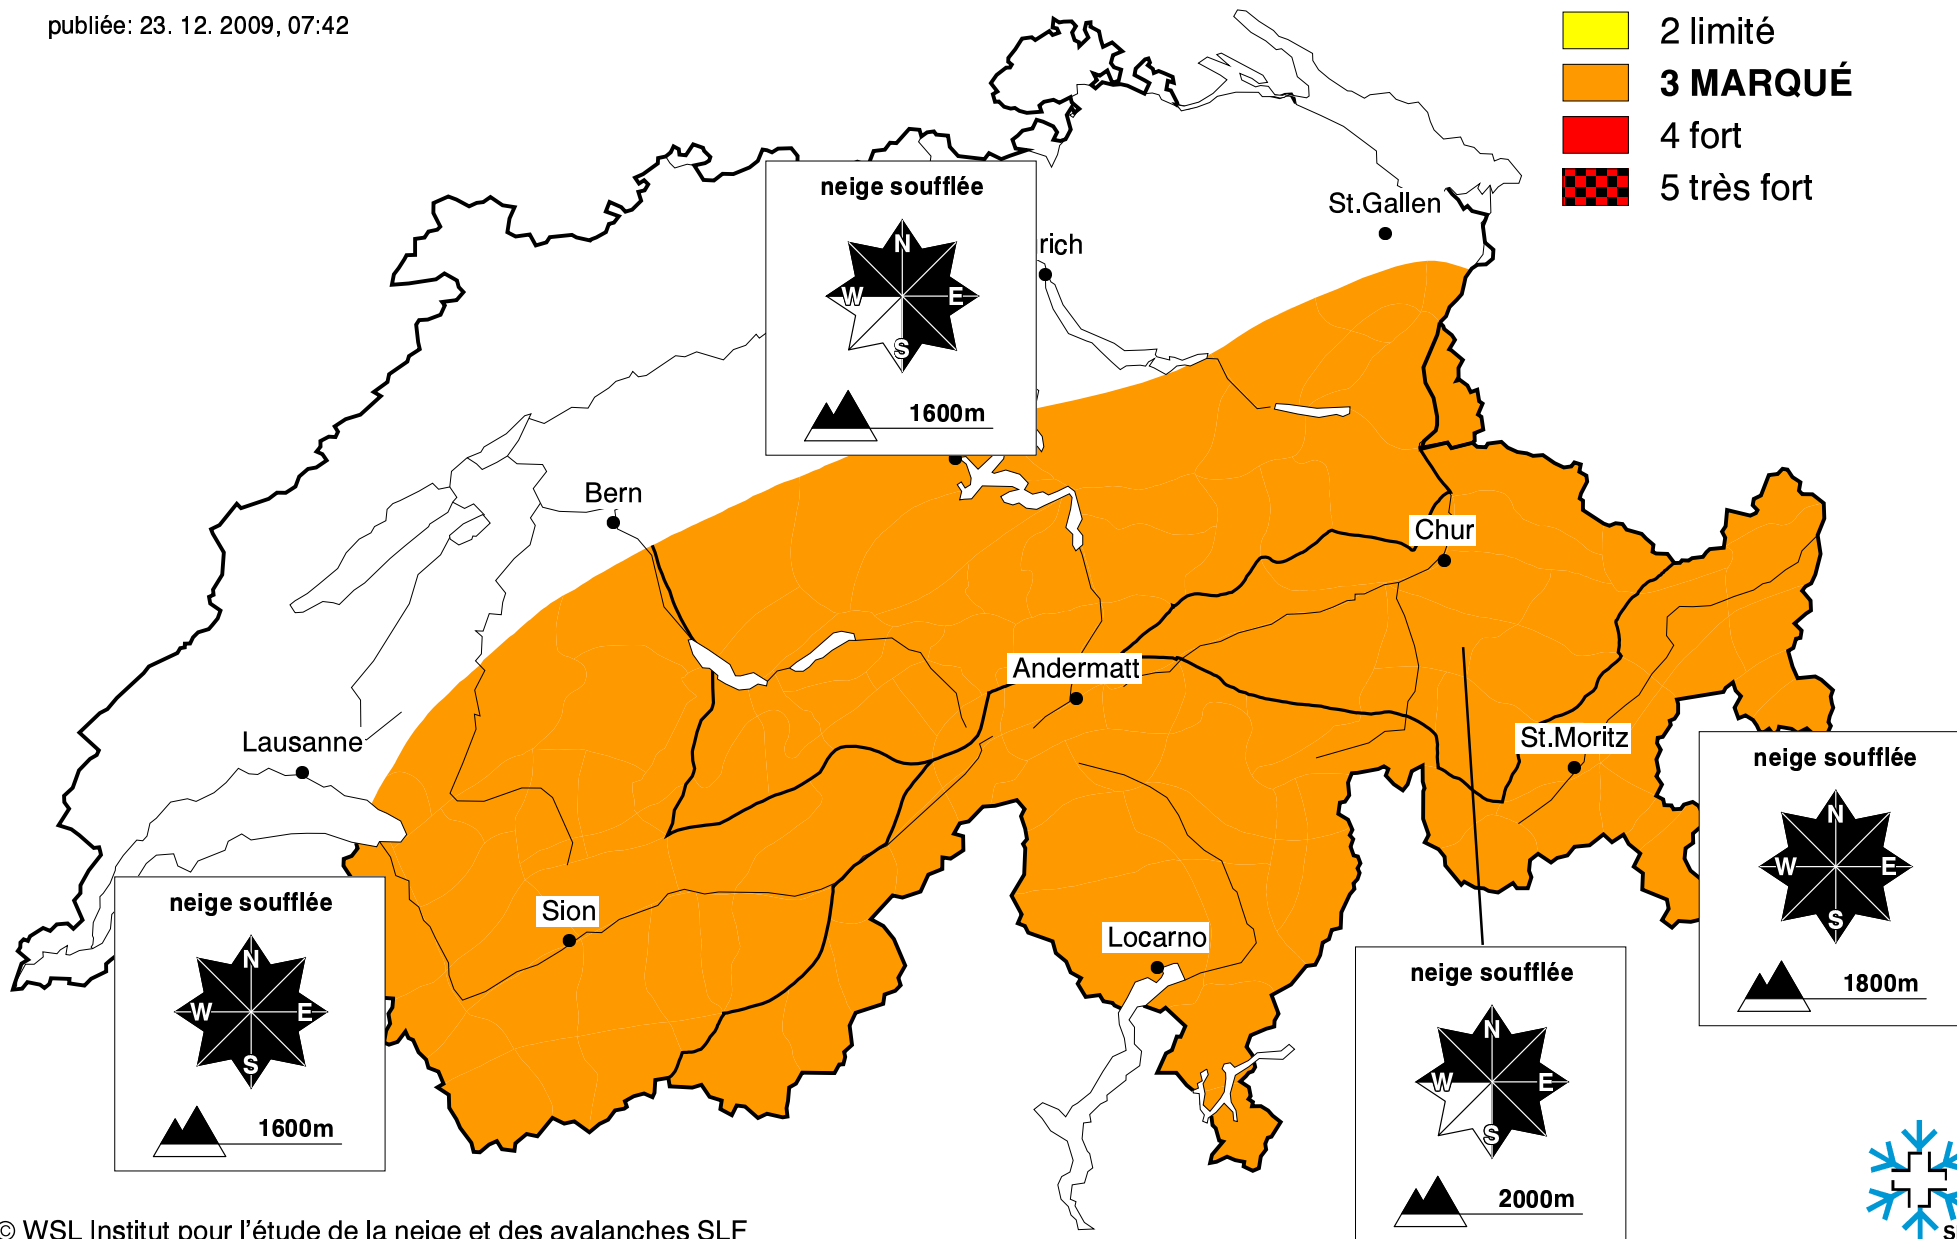 publiée: 23. 12. 2009, 07:42
2 limité
3 MARQUÉ
4 fort
5 très fort
neige soufflée
N
W E
S
1600m
St.Gallen
rich
Bern
Chur
Andermatt
St.Moritz
Lausanne
Sion
Locarno
neige soufflée
N
W E
S
1800m
neige soufflée
N
W E
S
1600m
neige soufflée
N
W E
S
2000m
© WSL Institut pour l'étude de la neige et des avalanches SLF
S